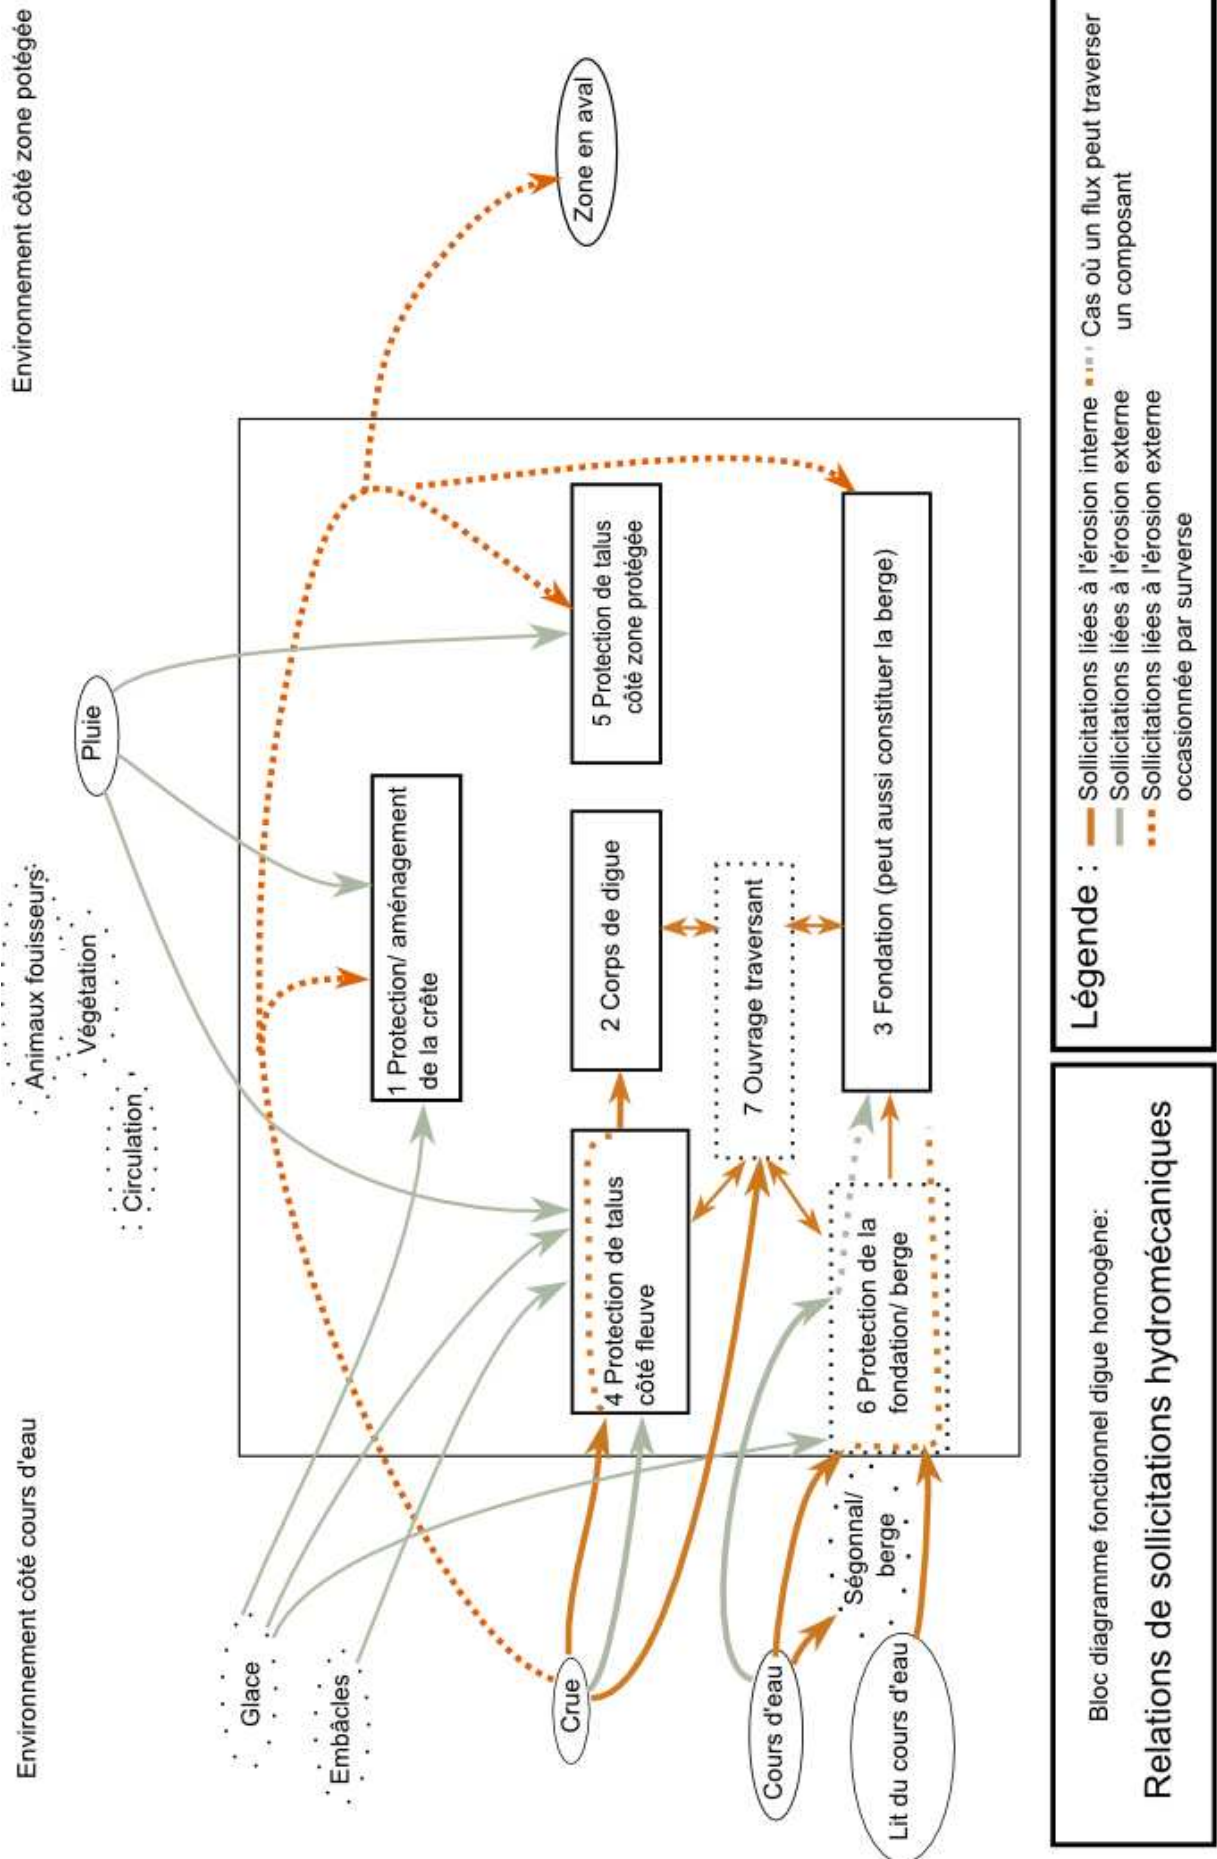 Environnement côté cours d'eau
Environnement côté zone potégée
Animaux fouisseurs
Végétation
Circulation
Pluie
Glace
Embâcles
Crue
Cours d'eau
Lit du cours d'eau
Ségonnal/
berge
Zone en aval
1 Protection/ aménagement
de la crête
4 Protection de talus
côté fleuve
2 Corps de digue
5 Protection de talus
côté zone protégée
7 Ouvrage traversant
6 Protection de la
fondation/ berge
3 Fondation (peut aussi constituer la berge)
Bloc diagramme fonctionnel digue homogène:
Relations de sollicitations hydromécaniques
Légende :
Sollicitations liées à l'érosion interne
Sollicitations liées à l'érosion externe
Sollicitations liées à l'érosion externe
occasionnée par surverse
Cas où un flux peut traverser
un composant